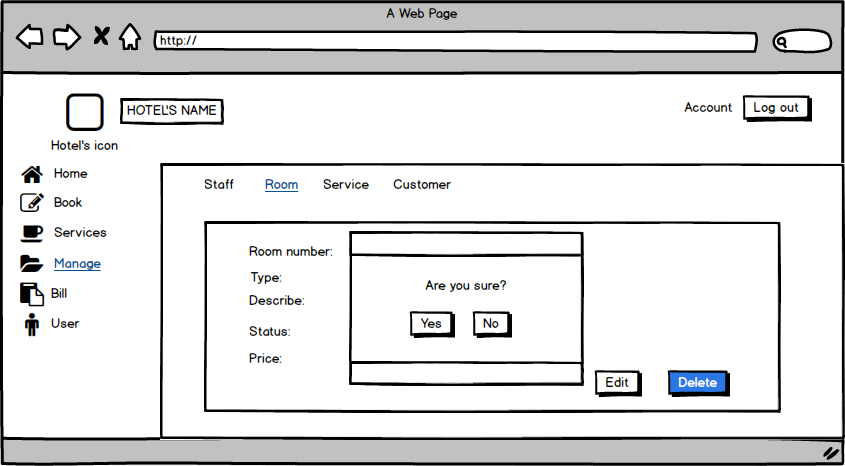 A Web Page
http://
HOTEL'S NAME
Account Log out
Hotel's icon
Home
Book
Services
Manage
Bill
User
Staff Room Service Customer
Room number:
Type:
Describe:
Status:
Price:
Are you sure?
Yes No
Edit Delete